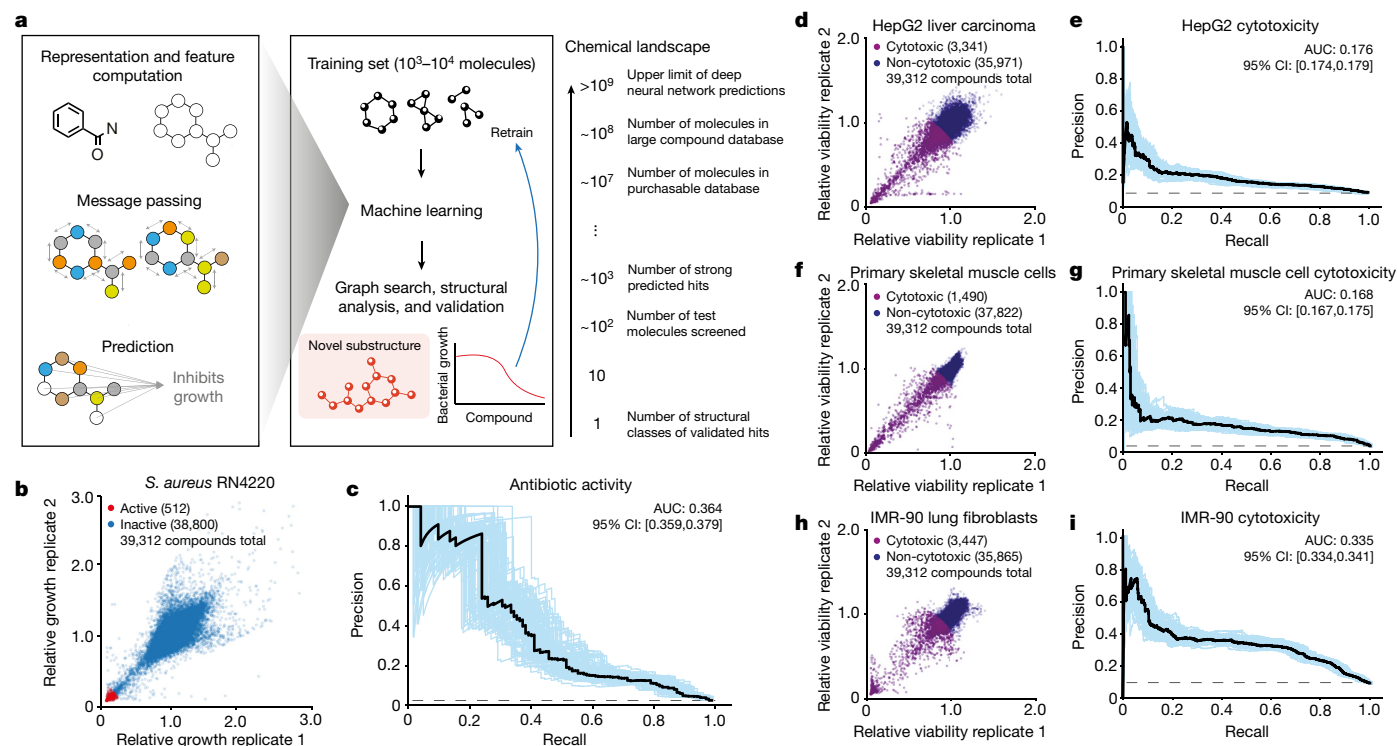 a
Representation and feature
computation
N
O
Message passing
Prediction
Inhibits
growth
Training set (10³–10⁴ molecules)
Retrain
Machine learning
Graph search, structural
analysis, and validation
Novel substructure
Bacterial growth
Compound
Chemical landscape
>10⁹
Upper limit of deep
neural network predictions
~10⁸
Number of molecules in
large compound database
~10⁷
Number of molecules in
purchasable database
...
~10³
Number of strong
predicted hits
~10²
Number of test
molecules screened
10
1
Number of structural
classes of validated hits
b
S. aureus RN4220
Active (512)
Inactive (38,800)
39,312 compounds total
Relative growth replicate 2
3.0
2.0
1.0
0
0
1.0
2.0
3.0
Relative growth replicate 1
c
Antibiotic activity
AUC: 0.364
95% CI: [0.359,0.379]
Precision
1.0
0.8
0.6
0.4
0.2
0
0
0.2
0.4
0.6
0.8
1.0
Recall
d
HepG2 liver carcinoma
Cytotoxic (3,341)
Non-cytotoxic (35,971)
39,312 compounds total
Relative viability replicate 2
2.0
1.0
0
0
1.0
2.0
Relative viability replicate 1
e
HepG2 cytotoxicity
AUC: 0.176
95% CI: [0.174,0.179]
Precision
1.0
0.8
0.6
0.4
0.2
0
0
0.2
0.4
0.6
0.8
1.0
Recall
f
Primary skeletal muscle cells
Cytotoxic (1,490)
Non-cytotoxic (37,822)
39,312 compounds total
Relative viability replicate 2
2.0
1.0
0
0
1.0
2.0
Relative viability replicate 1
g
Primary skeletal muscle cell cytotoxicity
AUC: 0.168
95% CI: [0.167,0.175]
Precision
1.0
0.8
0.6
0.4
0.2
0
0
0.2
0.4
0.6
0.8
1.0
Recall
h
IMR-90 lung fibroblasts
Cytotoxic (3,447)
Non-cytotoxic (35,865)
39,312 compounds total
Relative viability replicate 2
2.0
1.0
0
0
1.0
2.0
Relative viability replicate 1
i
IMR-90 cytotoxicity
AUC: 0.335
95% CI: [0.334,0.341]
Precision
1.0
0.8
0.6
0.4
0.2
0
0
0.2
0.4
0.6
0.8
1.0
Recall